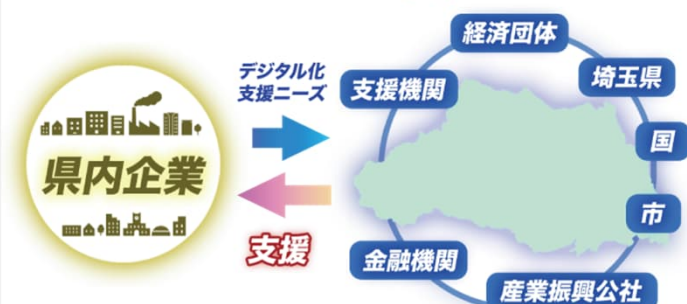 経済団体
デジタル化
支援ニーズ
支援機関
埼玉県
国
県内企業
市
支援
金融機関
産業振興公社